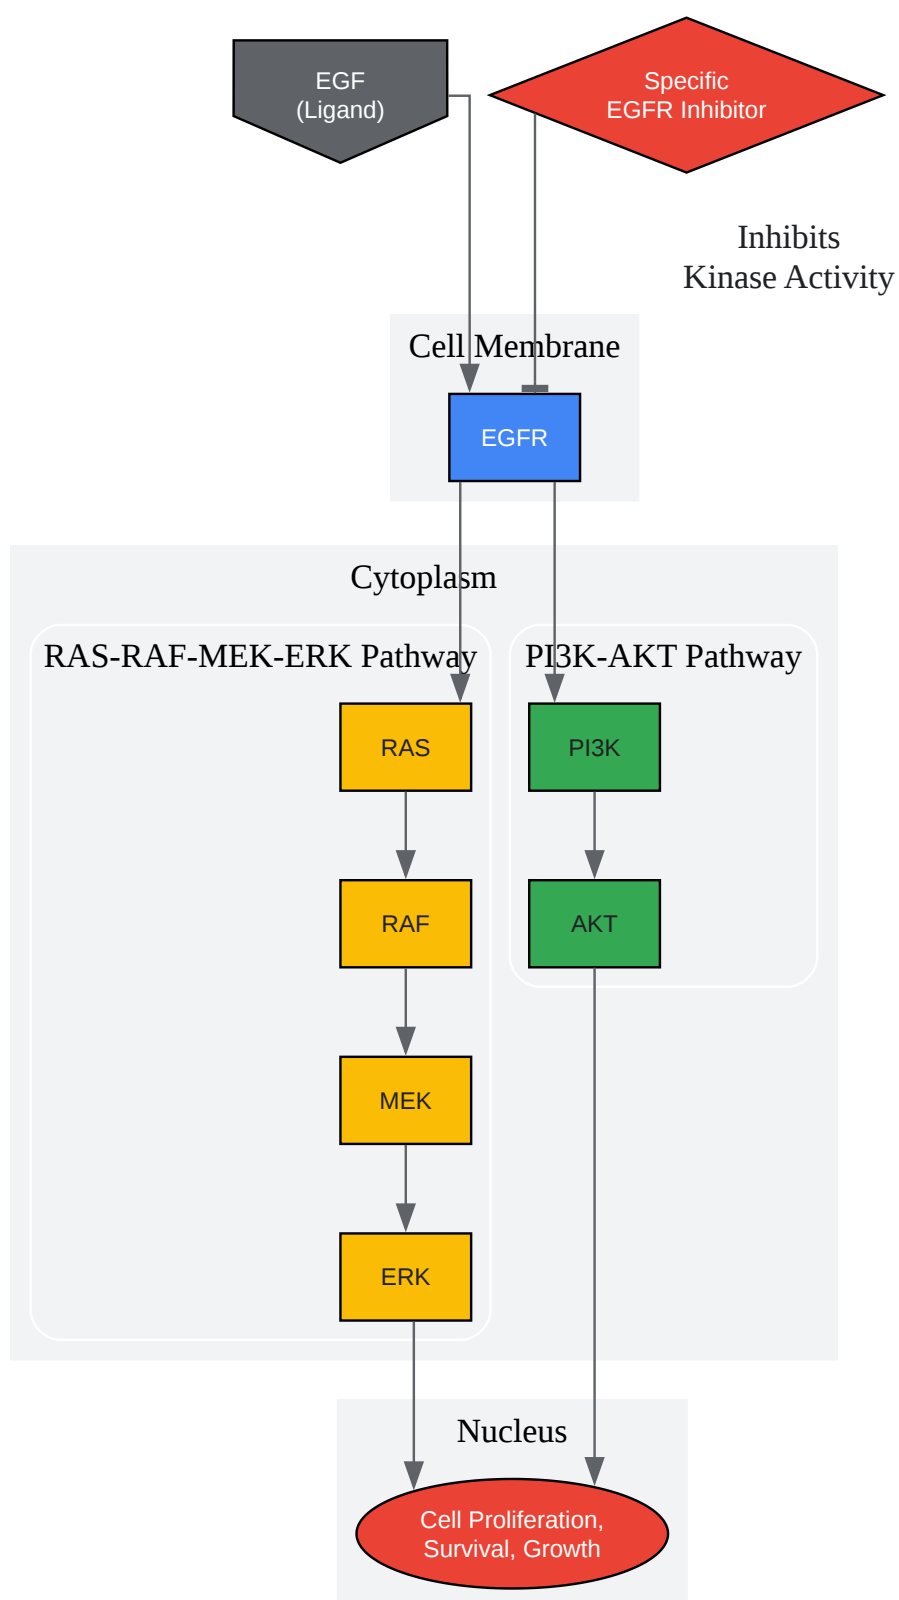 EGF
(Ligand)
Specific
EGFR Inhibitor
Inhibits
Kinase Activity
Cell Membrane
EGFR
Cytoplasm
RAS-RAF-MEK-ERK Pathway
PI3K-AKT Pathway
RAS
PI3K
RAF
AKT
MEK
ERK
Nucleus
Cell Proliferation,
Survival, Growth